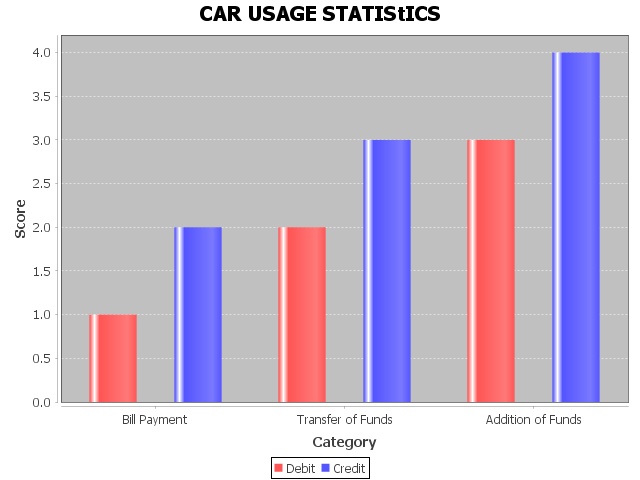 CAR USAGE STATIStICS
4.0
3.5
3.0
2.5
2.0
1.5
1.0
0.5
0.0
Score
Bill Payment Transfer of Funds Addition of Funds
Category
Debit Credit